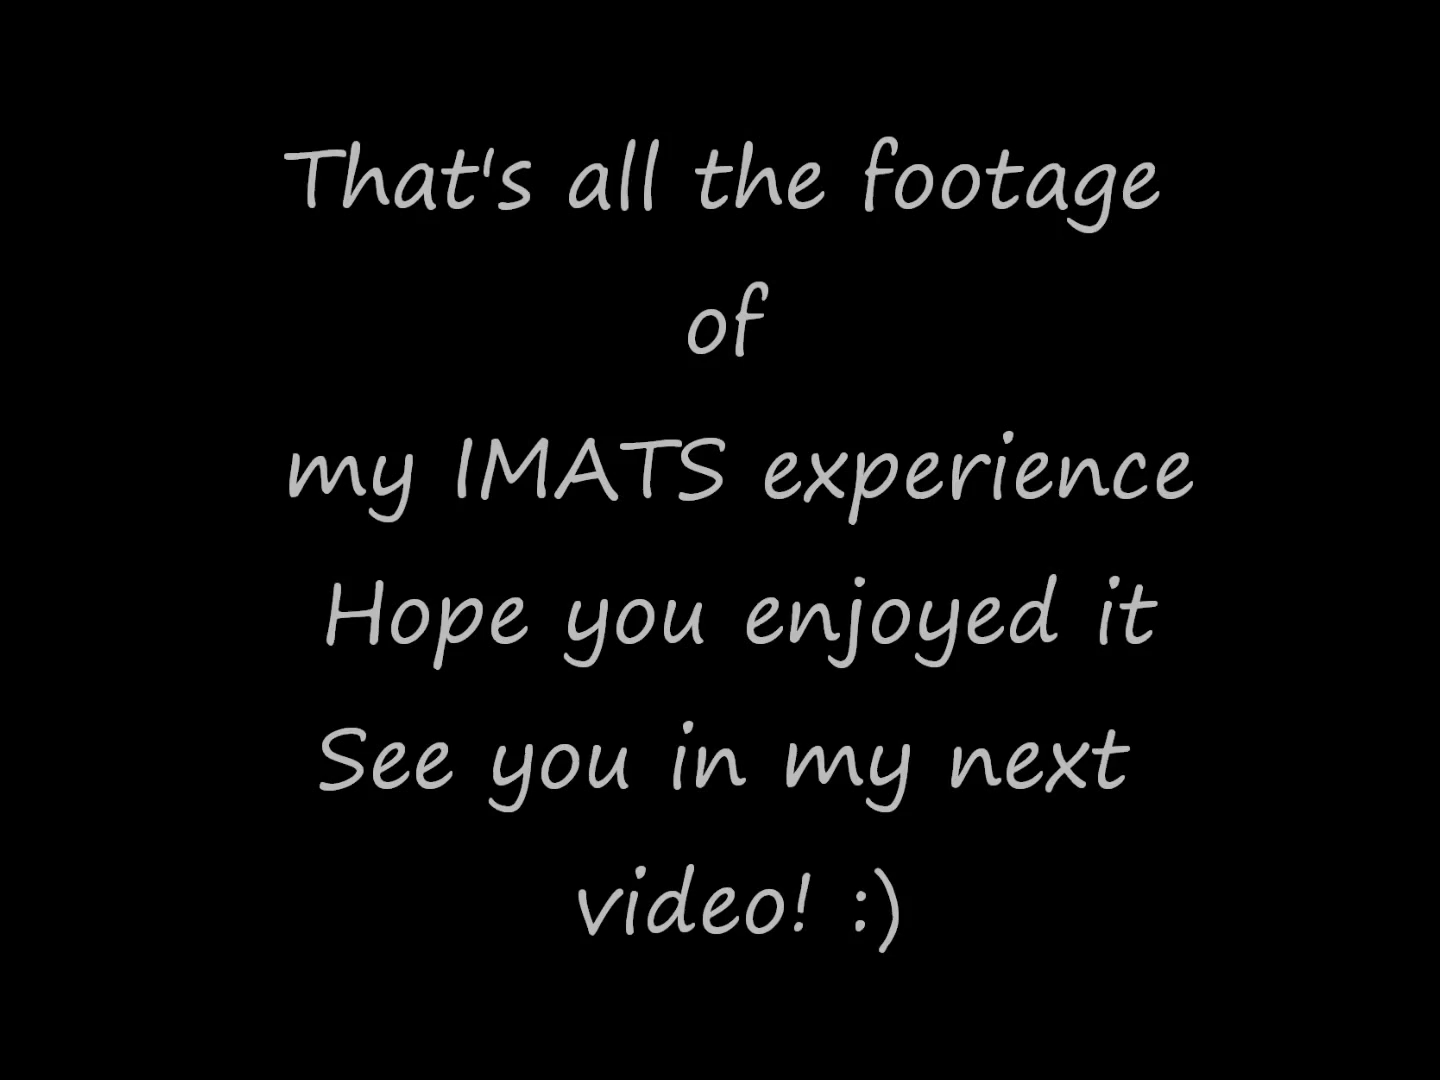 That's all the footage
of
my IMATS experience
Hope you enjoyed it
See you in my next
video! :)